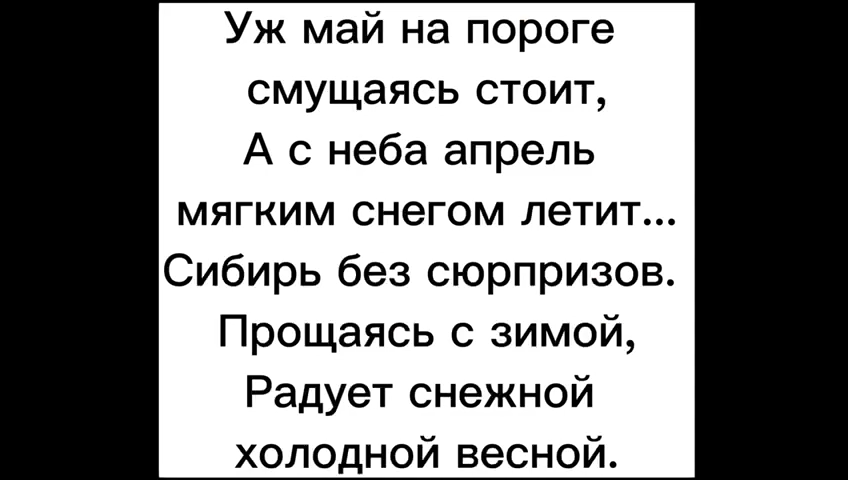 Уж май на пороге
смущаясь стоит,
А с неба апрель
мягким снегом летит...
Сибирь без сюрпризов.
Прощаясь с зимой,
Радует снежной
холодной весной.